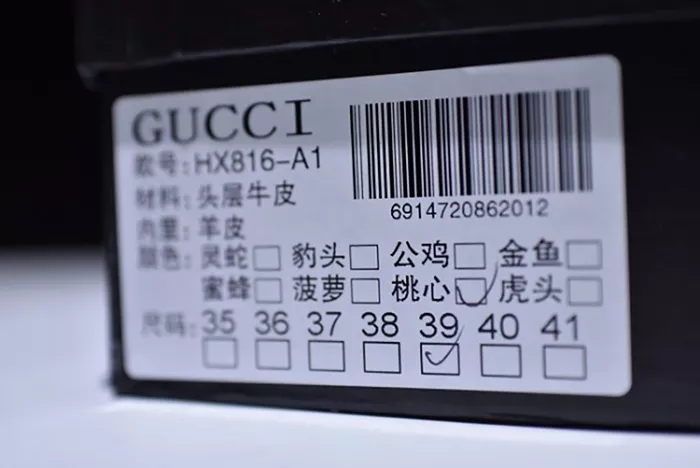 GUCCI
款号:HX816-A1
材料:头层牛皮
内里:羊皮
6914720862012
颜色:灵蛇 豹头 公鸡 金鱼
蜜蜂 菠萝 桃心 虎头
尺码:35 36 37 38 39 40 41